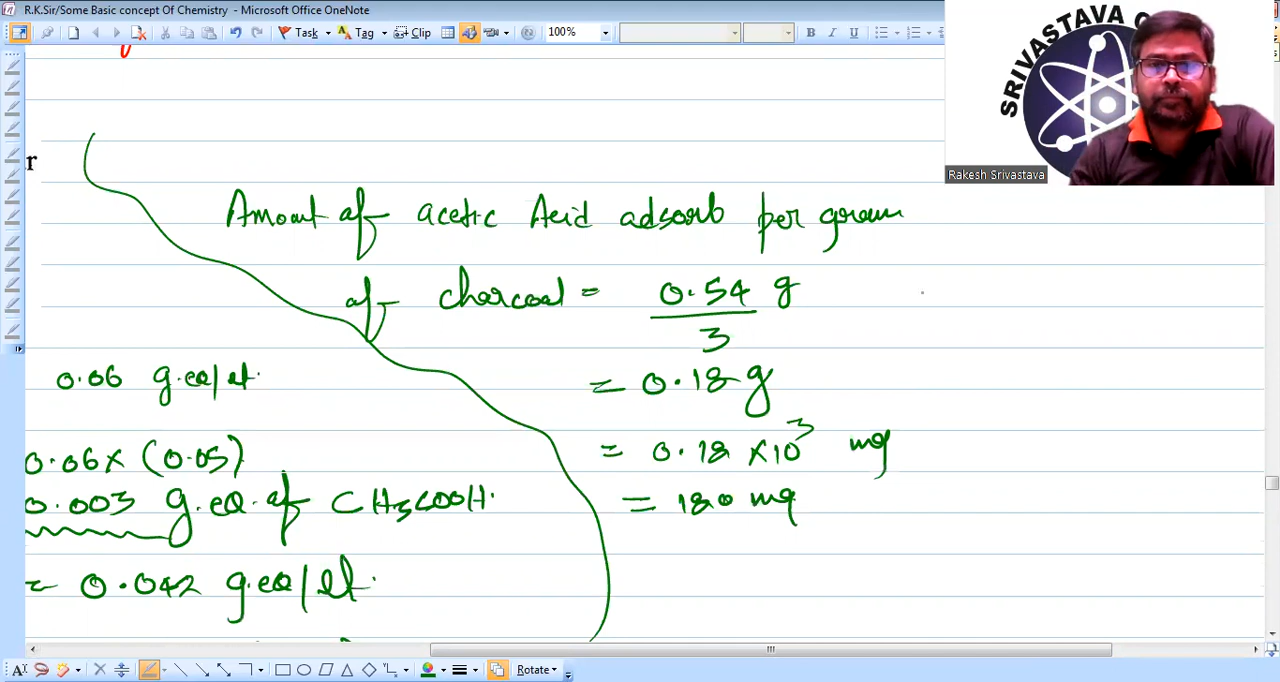 R.K.Sir/Some Basic concept Of Chemistry - Microsoft Office OneNote
Task
Tag
Clip
100%
B I U
SRIVASTAVA C
Rakesh Srivastava
r
Amount of acetic Acid adsorb per gram
of charcoal = 0.54 g
3
= 0.18 g
= 0.18 × 10³ mg
= 180 mg
0.06 g.eq/lt.
0.06 × (0.05)
0.003 g.eq. of CH3COOH.
= 0.042 g.eq/lt.
Rotate